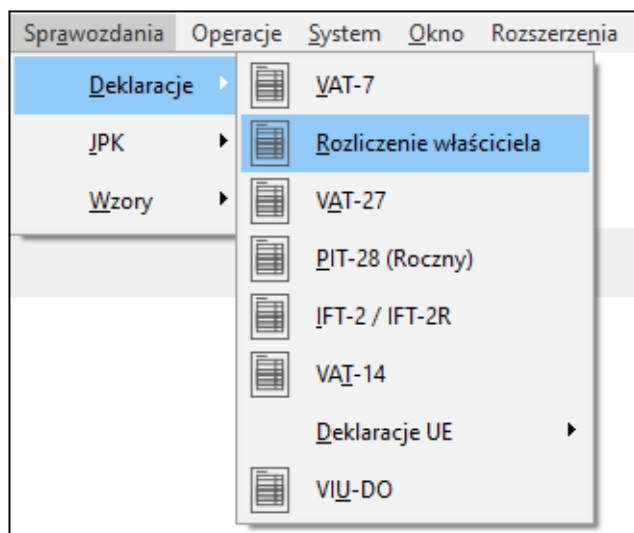 Sprawozdania Operacje System Okno Rozszerzenia
Deklaracje
JPK
Wzory
VAT-7
Rozliczenie właściciela
VAT-27
PIT-28 (Roczny)
IFT-2 / IFT-2R
VAT-14
Deklaracje UE
VIU-DO